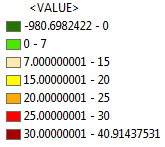 <VALUE>
-980.6982422 - 0
0 - 7
7.00000001 - 15
15.00000001 - 20
20.00000001 - 25
25.00000001 - 30
30.00000001 - 40.91437531